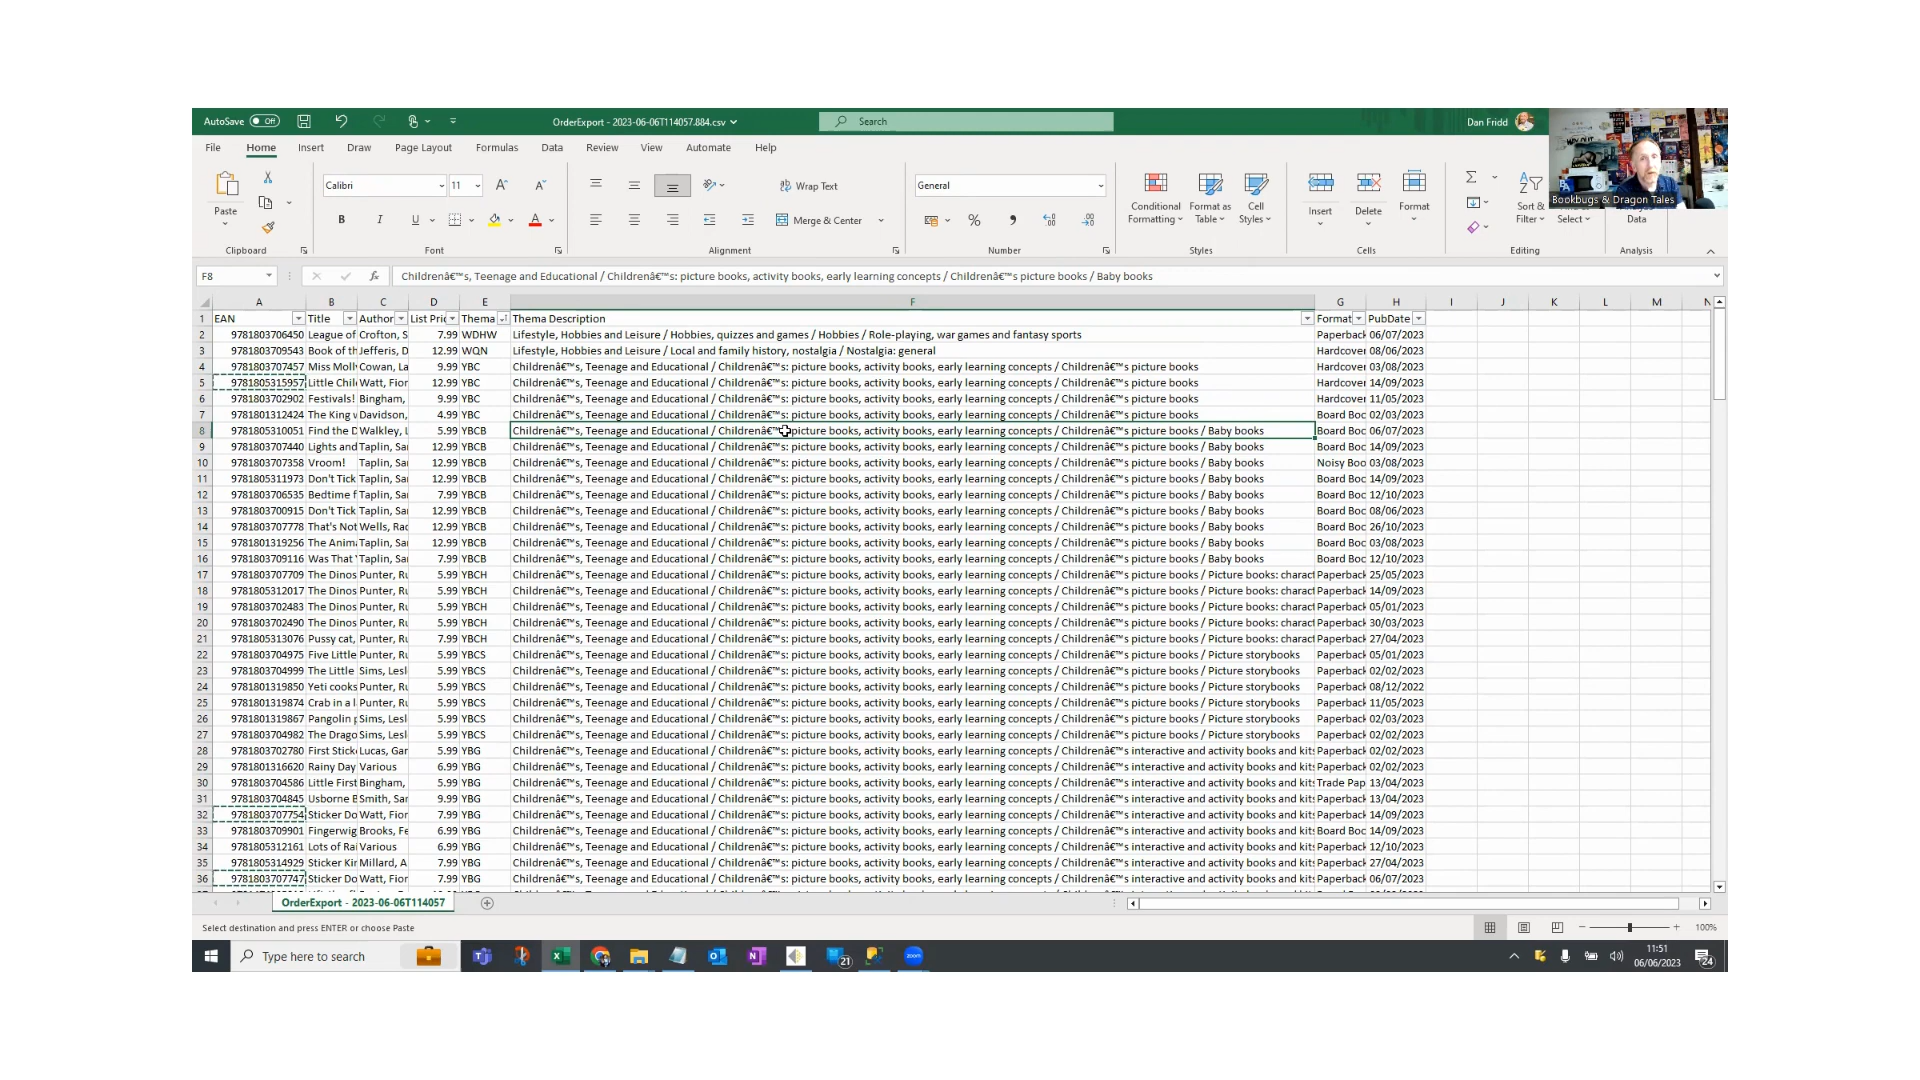 AutoSave Off OrderExport - 2023-06-06T114057.884.csv Search Dan Fridd
File Home Insert Draw Page Layout Formulas Data Review View Automate Help
Bookbugs & Dragon Tales
Paste Calibri 11 Wrap Text Merge & Center General Conditional Formatting Format as Table Cell Styles Insert Delete Format Sort & Filter Select Data
Clipboard Font Alignment Number Styles Cells Editing Analysis
F8 Childrenâ€™s, Teenage and Educational / Childrenâ€™s: picture books, activity books, early learning concepts / Childrenâ€™s picture books / Baby books
A B C D E F G H I J K L M N
1 EAN Title Author List Pric Thema Thema Description Format PubDate
2 9781803706450 League of Crofton, S 7.99 WDHW Lifestyle, Hobbies and Leisure / Hobbies, quizzes and games / Hobbies / Role-playing, war games and fantasy sports Paperback 06/07/2023
3 9781803709543 Book of th Jefferis, D 12.99 WQN Lifestyle, Hobbies and Leisure / Local and family history, nostalgia / Nostalgia: general Hardcover 08/06/2023
4 9781803707457 Miss Moll Cowan, La 9.99 YBC Childrenâ€™s, Teenage and Educational / Childrenâ€™s: picture books, activity books, early learning concepts / Childrenâ€™s picture books Hardcover 03/08/2023
5 9781805315957 Little Chil Watt, Fior 12.99 YBC Childrenâ€™s, Teenage and Educational / Childrenâ€™s: picture books, activity books, early learning concepts / Childrenâ€™s picture books Hardcover 14/09/2023
6 9781803702902 Festivals! Bingham, 9.99 YBC Childrenâ€™s, Teenage and Educational / Childrenâ€™s: picture books, activity books, early learning concepts / Childrenâ€™s picture books Hardcover 11/05/2023
7 9781801312424 The King w Davidson, 4.99 YBC Childrenâ€™s, Teenage and Educational / Childrenâ€™s: picture books, activity books, early learning concepts / Childrenâ€™s picture books Board Boc 02/03/2023
8 9781805310051 Find the D Walkley, L 5.99 YBCB Childrenâ€™s, Teenage and Educational / Childrenâ€™ picture books, activity books, early learning concepts / Childrenâ€™s picture books / Baby books Board Boc 06/07/2023
9 9781803707440 Lights and Taplin, Sa 12.99 YBCB Childrenâ€™s, Teenage and Educational / Childrenâ€™s: picture books, activity books, early learning concepts / Childrenâ€™s picture books / Baby books Board Boc 14/09/2023
10 9781803707358 Vroom! Taplin, Sa 12.99 YBCB Childrenâ€™s, Teenage and Educational / Childrenâ€™s: picture books, activity books, early learning concepts / Childrenâ€™s picture books / Baby books Noisy Boo 03/08/2023
11 9781805311973 Don't Tick Taplin, Sa 12.99 YBCB Childrenâ€™s, Teenage and Educational / Childrenâ€™s: picture books, activity books, early learning concepts / Childrenâ€™s picture books / Baby books Board Boc 14/09/2023
12 9781803706535 Bedtime f Taplin, Sa 7.99 YBCB Childrenâ€™s, Teenage and Educational / Childrenâ€™s: picture books, activity books, early learning concepts / Childrenâ€™s picture books / Baby books Board Boc 12/10/2023
13 9781803700915 Don't Tick Taplin, Sa 12.99 YBCB Childrenâ€™s, Teenage and Educational / Childrenâ€™s: picture books, activity books, early learning concepts / Childrenâ€™s picture books / Baby books Board Boc 08/06/2023
14 9781803707778 That's Not Wells, Rac 12.99 YBCB Childrenâ€™s, Teenage and Educational / Childrenâ€™s: picture books, activity books, early learning concepts / Childrenâ€™s picture books / Baby books Board Boc 26/10/2023
15 9781801319256 The Anim Taplin, Sa 12.99 YBCB Childrenâ€™s, Teenage and Educational / Childrenâ€™s: picture books, activity books, early learning concepts / Childrenâ€™s picture books / Baby books Board Boc 03/08/2023
16 9781803709116 Was That Taplin, Sa 7.99 YBCB Childrenâ€™s, Teenage and Educational / Childrenâ€™s: picture books, activity books, early learning concepts / Childrenâ€™s picture books / Baby books Board Boc 12/10/2023
17 9781803707709 The Dinos Punter, Ru 5.99 YBCH Childrenâ€™s, Teenage and Educational / Childrenâ€™s: picture books, activity books, early learning concepts / Childrenâ€™s picture books / Picture books: charact Paperback 25/05/2023
18 9781805312017 The Dinos Punter, Ru 5.99 YBCH Childrenâ€™s, Teenage and Educational / Childrenâ€™s: picture books, activity books, early learning concepts / Childrenâ€™s picture books / Picture books: charact Paperback 14/09/2023
19 9781803702483 The Dinos Punter, Ru 5.99 YBCH Childrenâ€™s, Teenage and Educational / Childrenâ€™s: picture books, activity books, early learning concepts / Childrenâ€™s picture books / Picture books: charact Paperback 05/01/2023
20 9781803702490 The Dinos Punter, Ru 5.99 YBCH Childrenâ€™s, Teenage and Educational / Childrenâ€™s: picture books, activity books, early learning concepts / Childrenâ€™s picture books / Picture books: charact Paperback 30/03/2023
21 9781805313076 Pussy cat, Punter, Ru 7.99 YBCH Childrenâ€™s, Teenage and Educational / Childrenâ€™s: picture books, activity books, early learning concepts / Childrenâ€™s picture books / Picture books: charact Paperback 27/04/2023
22 9781803704975 Five Little Punter, Ru 5.99 YBCS Childrenâ€™s, Teenage and Educational / Childrenâ€™s: picture books, activity books, early learning concepts / Childrenâ€™s picture books / Picture storybooks Paperback 05/01/2023
23 9781803704999 The Little Sims, Lesl 5.99 YBCS Childrenâ€™s, Teenage and Educational / Childrenâ€™s: picture books, activity books, early learning concepts / Childrenâ€™s picture books / Picture storybooks Paperback 02/02/2023
24 9781801319850 Yeti cooks Punter, Ru 5.99 YBCS Childrenâ€™s, Teenage and Educational / Childrenâ€™s: picture books, activity books, early learning concepts / Childrenâ€™s picture books / Picture storybooks Paperback 08/12/2022
25 9781801319874 Crab in a l Punter, Ru 5.99 YBCS Childrenâ€™s, Teenage and Educational / Childrenâ€™s: picture books, activity books, early learning concepts / Childrenâ€™s picture books / Picture storybooks Paperback 11/05/2023
26 9781801319867 Pangolin p Sims, Lesl 5.99 YBCS Childrenâ€™s, Teenage and Educational / Childrenâ€™s: picture books, activity books, early learning concepts / Childrenâ€™s picture books / Picture storybooks Paperback 02/03/2023
27 9781803704982 The Drago Sims, Lesl 5.99 YBCS Childrenâ€™s, Teenage and Educational / Childrenâ€™s: picture books, activity books, early learning concepts / Childrenâ€™s picture books / Picture storybooks Paperback 02/02/2023
28 9781803702780 First Stick Lucas, Gar 5.99 YBG Childrenâ€™s, Teenage and Educational / Childrenâ€™s: picture books, activity books, early learning concepts / Childrenâ€™s interactive and activity books and kits Paperback 02/02/2023
29 9781801316620 Rainy Day Various 6.99 YBG Childrenâ€™s, Teenage and Educational / Childrenâ€™s: picture books, activity books, early learning concepts / Childrenâ€™s interactive and activity books and kits Paperback 02/02/2023
30 9781803704586 Little First Bingham, 5.99 YBG Childrenâ€™s, Teenage and Educational / Childrenâ€™s: picture books, activity books, early learning concepts / Childrenâ€™s interactive and activity books and kits Trade Pap 13/04/2023
31 9781803704845 Usborne B Smith, Sar 9.99 YBG Childrenâ€™s, Teenage and Educational / Childrenâ€™s: picture books, activity books, early learning concepts / Childrenâ€™s interactive and activity books and kits Paperback 13/04/2023
32 9781803707754 Sticker Do Watt, Fior 7.99 YBG Childrenâ€™s, Teenage and Educational / Childrenâ€™s: picture books, activity books, early learning concepts / Childrenâ€™s interactive and activity books and kits Paperback 14/09/2023
33 9781803709901 Fingerwig Brooks, Fe 6.99 YBG Childrenâ€™s, Teenage and Educational / Childrenâ€™s: picture books, activity books, early learning concepts / Childrenâ€™s interactive and activity books and kits Board Boc 14/09/2023
34 9781805312161 Lots of Rai Various 6.99 YBG Childrenâ€™s, Teenage and Educational / Childrenâ€™s: picture books, activity books, early learning concepts / Childrenâ€™s interactive and activity books and kits Paperback 12/10/2023
35 9781805314929 Sticker Kir Millard, A 7.99 YBG Childrenâ€™s, Teenage and Educational / Childrenâ€™s: picture books, activity books, early learning concepts / Childrenâ€™s interactive and activity books and kits Paperback 27/04/2023
36 9781803707747 Sticker Do Watt, Fior 7.99 YBG Childrenâ€™s, Teenage and Educational / Childrenâ€™s: picture books, activity books, early learning concepts / Childrenâ€™s interactive and activity books and kits Paperback 06/07/2023
OrderExport - 2023-06-06T114057
Select destination and press ENTER or choose Paste 100%
Type here to search 21 zoom 11:51
06/06/2023 24